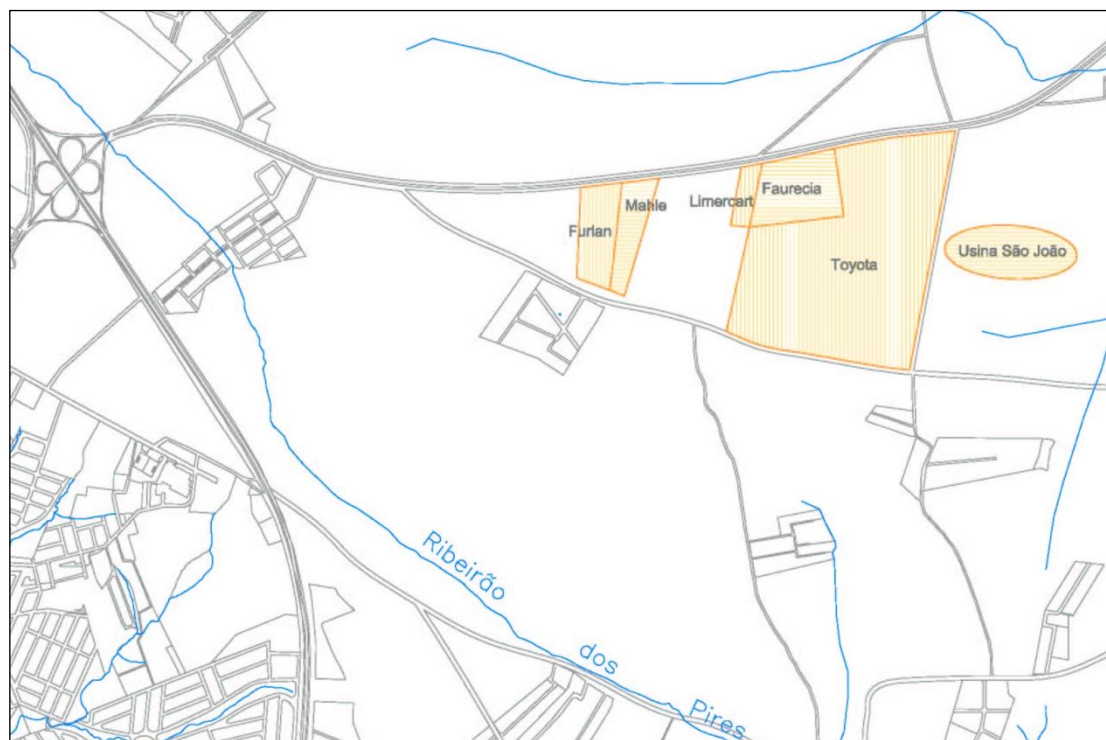 Faurecia
Limercart
Mahle
Furlan
Usina São João
Toyota
Ribeirão
dos
Pires